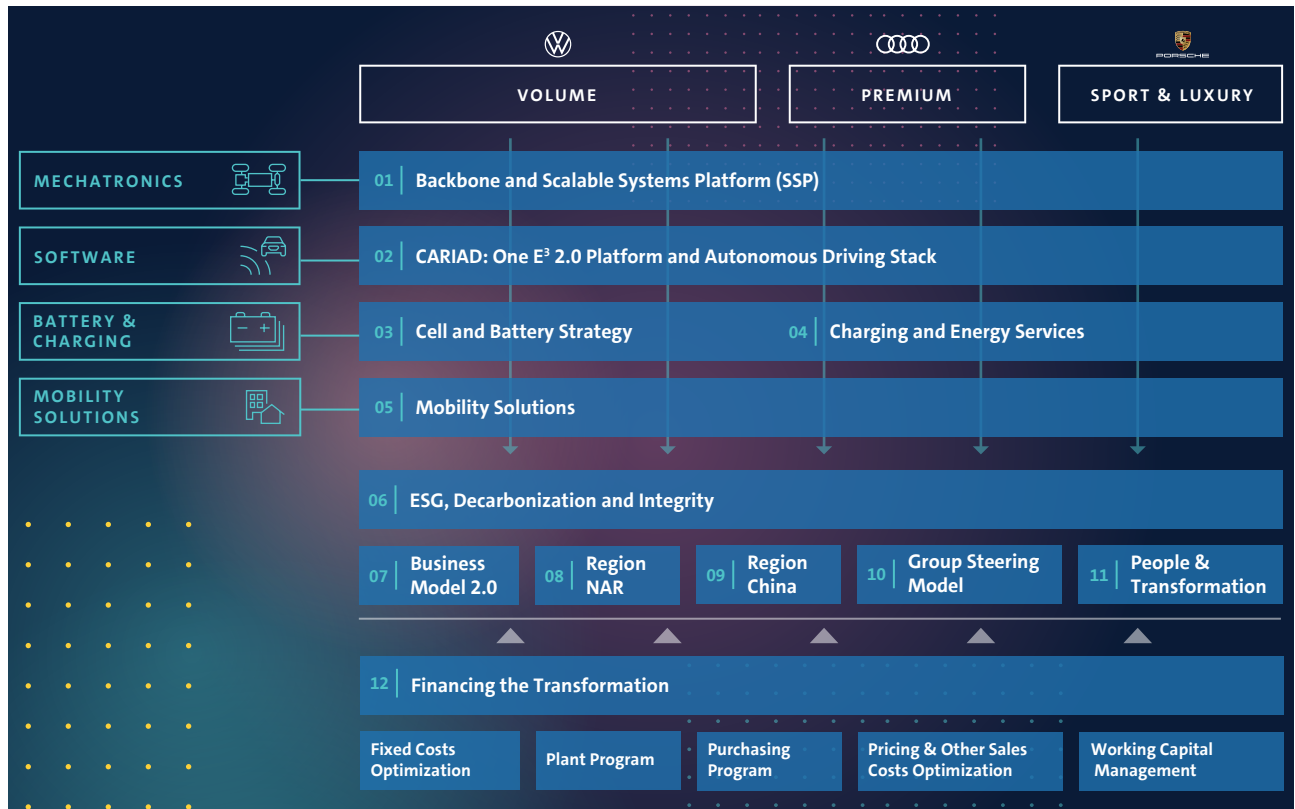 VOLUME
PREMIUM
PORSCHE
SPORT & LUXURY
MECHATRONICS
01 Backbone and Scalable Systems Platform (SSP)
SOFTWARE
02 CARIAD: One E³ 2.0 Platform and Autonomous Driving Stack
BATTERY &
CHARGING
03 Cell and Battery Strategy
04 Charging and Energy Services
MOBILITY
SOLUTIONS
05 Mobility Solutions
06 ESG, Decarbonization and Integrity
07 Business
Model 2.0
08 Region
NAR
09 Region
China
10 Group Steering
Model
11 People &
Transformation
12 Financing the Transformation
Fixed Costs
Optimization
Plant Program
Purchasing
Program
Pricing & Other Sales
Costs Optimization
Working Capital
Management